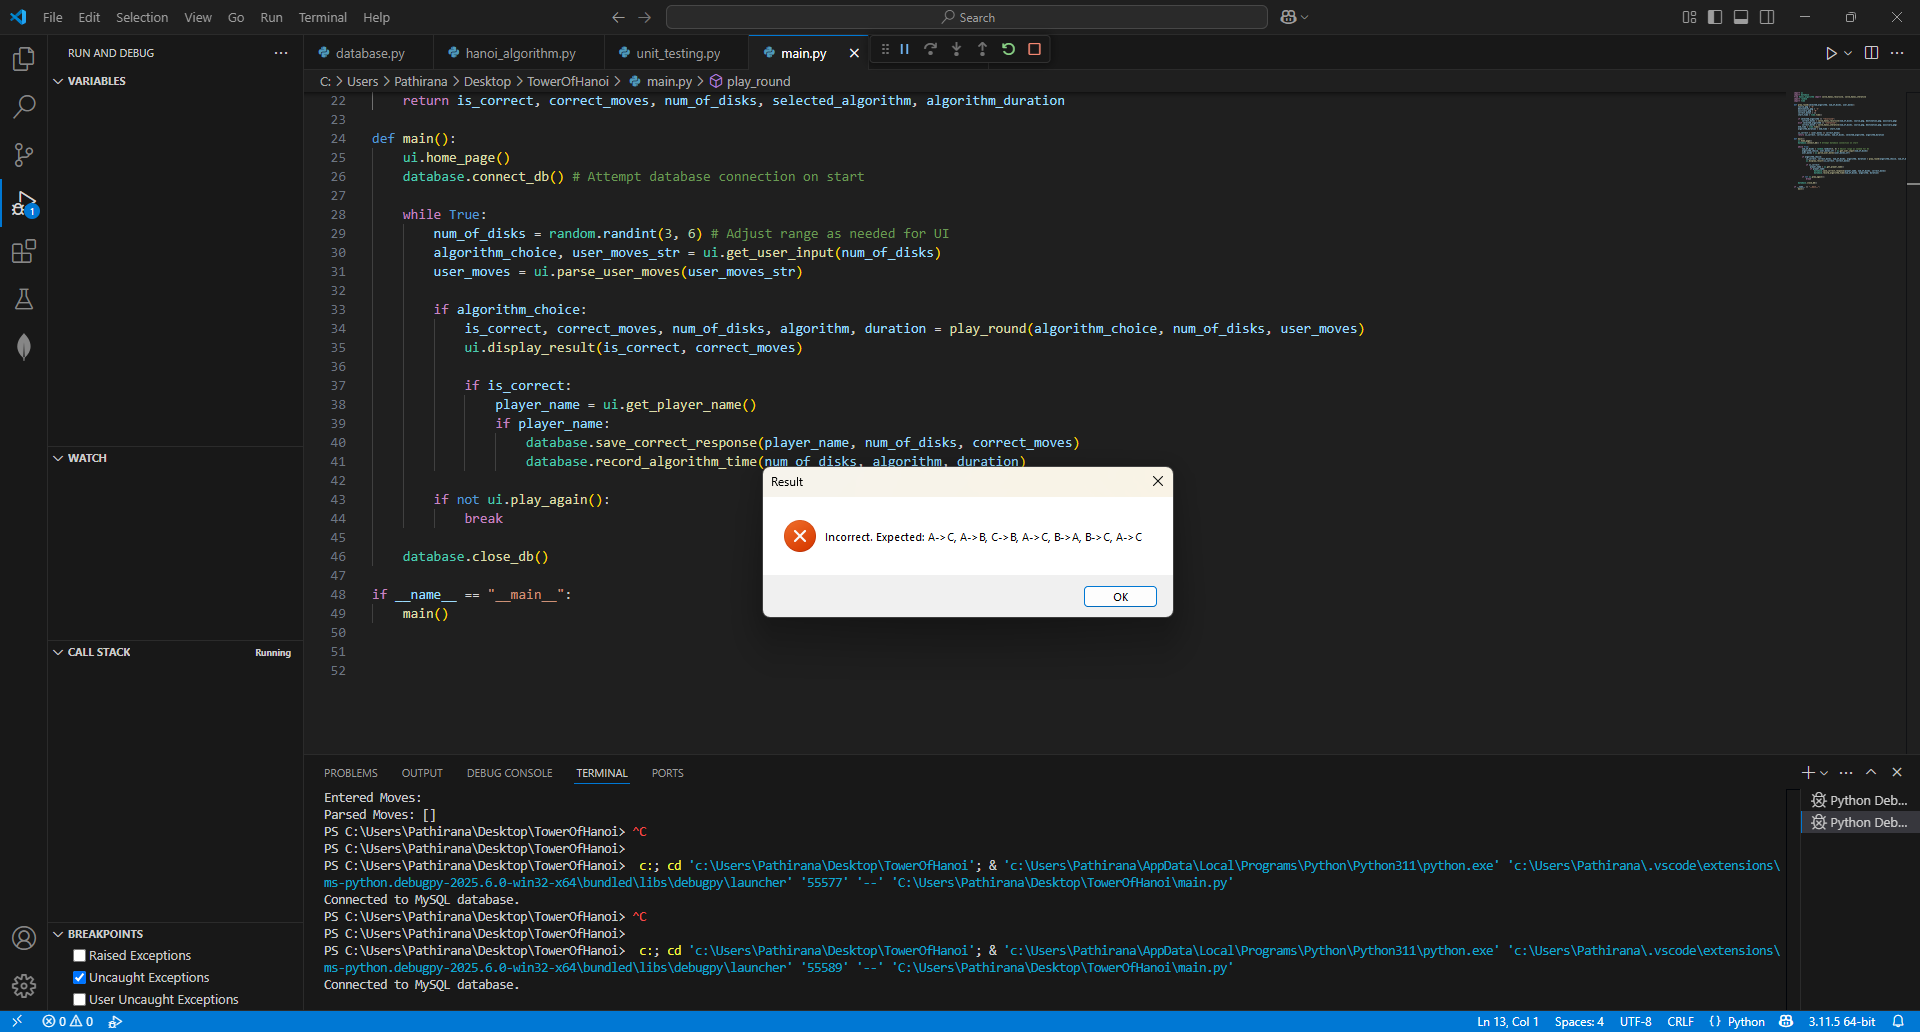 File Edit Selection View Go Run Terminal Help
Search
RUN AND DEBUG
database.py
hanoi_algorithm.py
unit_testing.py
main.py
C: > Users > Pathirana > Desktop > TowerOfHanoi > main.py > play_round
VARIABLES
WATCH
CALL STACK
Running
BREAKPOINTS
Raised Exceptions
Uncaught Exceptions
User Uncaught Exceptions
1
22 return is_correct, correct_moves, num_of_disks, selected_algorithm, algorithm_duration
23
24 def main():
25 ui.home_page()
26 database.connect_db() # Attempt database connection on start
27
28 while True:
29 num_of_disks = random.randint(3, 6) # Adjust range as needed for UI
30 algorithm_choice, user_moves_str = ui.get_user_input(num_of_disks)
31 user_moves = ui.parse_user_moves(user_moves_str)
32
33 if algorithm_choice:
34 is_correct, correct_moves, num_of_disks, algorithm, duration = play_round(algorithm_choice, num_of_disks, user_moves)
35 ui.display_result(is_correct, correct_moves)
36
37 if is_correct:
38 player_name = ui.get_player_name()
39 if player_name:
40 database.save_correct_response(player_name, num_of_disks, correct_moves)
41 database.record_algorithm_time(num_of_disks, algorithm, duration)
42
43 if not ui.play_again():
44 break
45
46 database.close_db()
47
48 if __name__ == "__main__":
49 main()
50
51
52
Result
Incorrect. Expected: A->C, A->B, C->B, A->C, B->A, B->C, A->C
OK
PROBLEMS OUTPUT DEBUG CONSOLE TERMINAL PORTS
Entered Moves:
Parsed Moves: []
PS C:\Users\Pathirana\Desktop\TowerOfHanoi> ^C
PS C:\Users\Pathirana\Desktop\TowerOfHanoi>
PS C:\Users\Pathirana\Desktop\TowerOfHanoi> c:; cd 'c:\Users\Pathirana\Desktop\TowerOfHanoi'; & 'c:\Users\Pathirana\AppData\Local\Programs\Python\Python311\python.exe' 'c:\Users\Pathirana\.vscode\extensions\
ms-python.debugpy-2025.6.0-win32-x64\bundled\libs\debugpy\launcher' '55577' '--' 'C:\Users\Pathirana\Desktop\TowerOfHanoi\main.py'
Connected to MySQL database.
PS C:\Users\Pathirana\Desktop\TowerOfHanoi> ^C
PS C:\Users\Pathirana\Desktop\TowerOfHanoi>
PS C:\Users\Pathirana\Desktop\TowerOfHanoi> c:; cd 'c:\Users\Pathirana\Desktop\TowerOfHanoi'; & 'c:\Users\Pathirana\AppData\Local\Programs\Python\Python311\python.exe' 'c:\Users\Pathirana\.vscode\extensions\
ms-python.debugpy-2025.6.0-win32-x64\bundled\libs\debugpy\launcher' '55589' '--' 'C:\Users\Pathirana\Desktop\TowerOfHanoi\main.py'
Connected to MySQL database.
Python Deb...
Python Deb...
0 0
Ln 13, Col 1 Spaces: 4 UTF-8 CRLF {} Python 3.11.5 64-bit